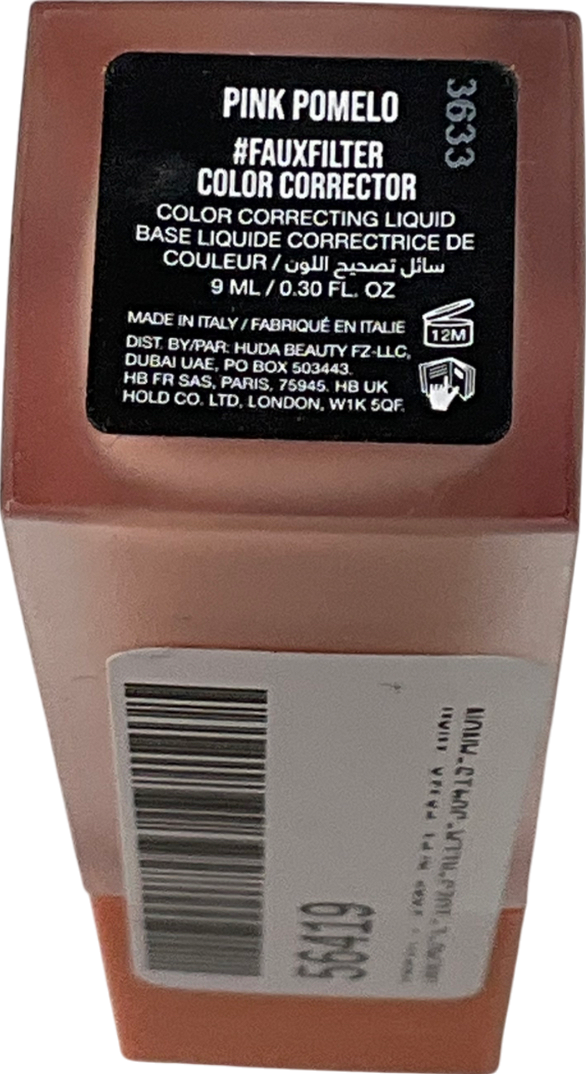 PINK POMELO
3633
#FAUXFILTER
COLOR CORRECTOR
COLOR CORRECTING LIQUID
BASE LIQUIDE CORRECTRICE DE
COULEUR / سائل تصحيح اللون
9 ML / 0.30 FL. OZ
MADE IN ITALY / FABRIQUÉ EN ITALIE
12M
DIST. BY/PAR: HUDA BEAUTY FZ-LLC,
DUBAI UAE, PO BOX 503443.
HB FR SAS, PARIS, 75945. HB UK
HOLD CO. LTD, LONDON, W1K 5QF.
56419